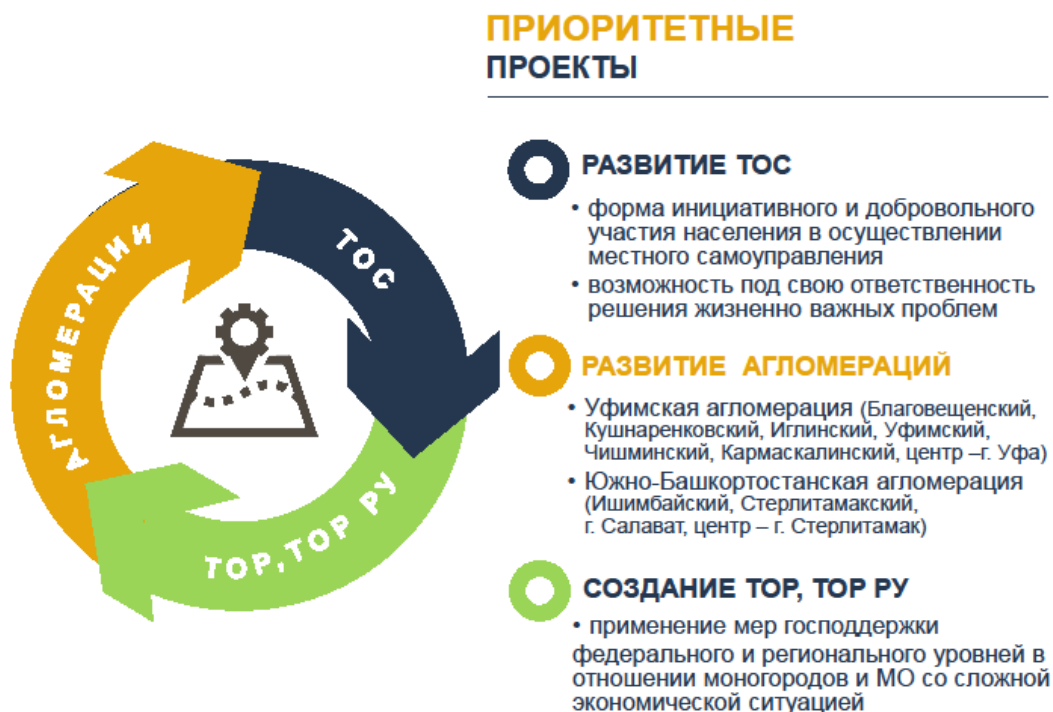 ПРИОРИТЕТНЫЕ
ПРОЕКТЫ
АГЛОМЕРАЦИИ
ТОС
ТОР, ТОР РУ
РАЗВИТИЕ ТОС
• форма инициативного и добровольного
участия населения в осуществлении
местного самоуправления
• возможность под свою ответственность
решения жизненно важных проблем
РАЗВИТИЕ АГЛОМЕРАЦИЙ
• Уфимская агломерация (Благовещенский,
Кушнаренковский, Иглинский, Уфимский,
Чишминский, Кармаскалинский, центр –г. Уфа)
• Южно-Башкортостанская агломерация
(Ишимбайский, Стерлитамакский,
г. Салават, центр – г. Стерлитамак)
СОЗДАНИЕ ТОР, ТОР РУ
• применение мер господдержки
федерального и регионального уровней в
отношении моногородов и МО со сложной
экономической ситуацией